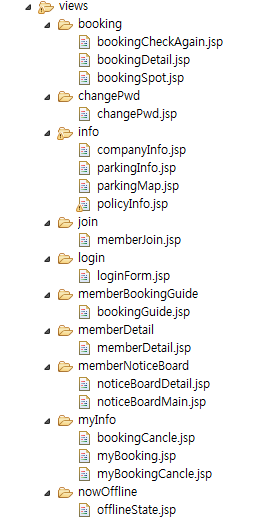 views
booking
bookingCheckAgain.jsp
bookingDetail.jsp
bookingSpot.jsp
changePwd
changePwd.jsp
info
companyInfo.jsp
parkingInfo.jsp
parkingMap.jsp
policyInfo.jsp
join
memberJoin.jsp
login
loginForm.jsp
memberBookingGuide
bookingGuide.jsp
memberDetail
memberDetail.jsp
memberNoticeBoard
noticeBoardDetail.jsp
noticeBoardMain.jsp
myInfo
bookingCancle.jsp
myBooking.jsp
myBookingCancle.jsp
nowOffline
offlineState.jsp